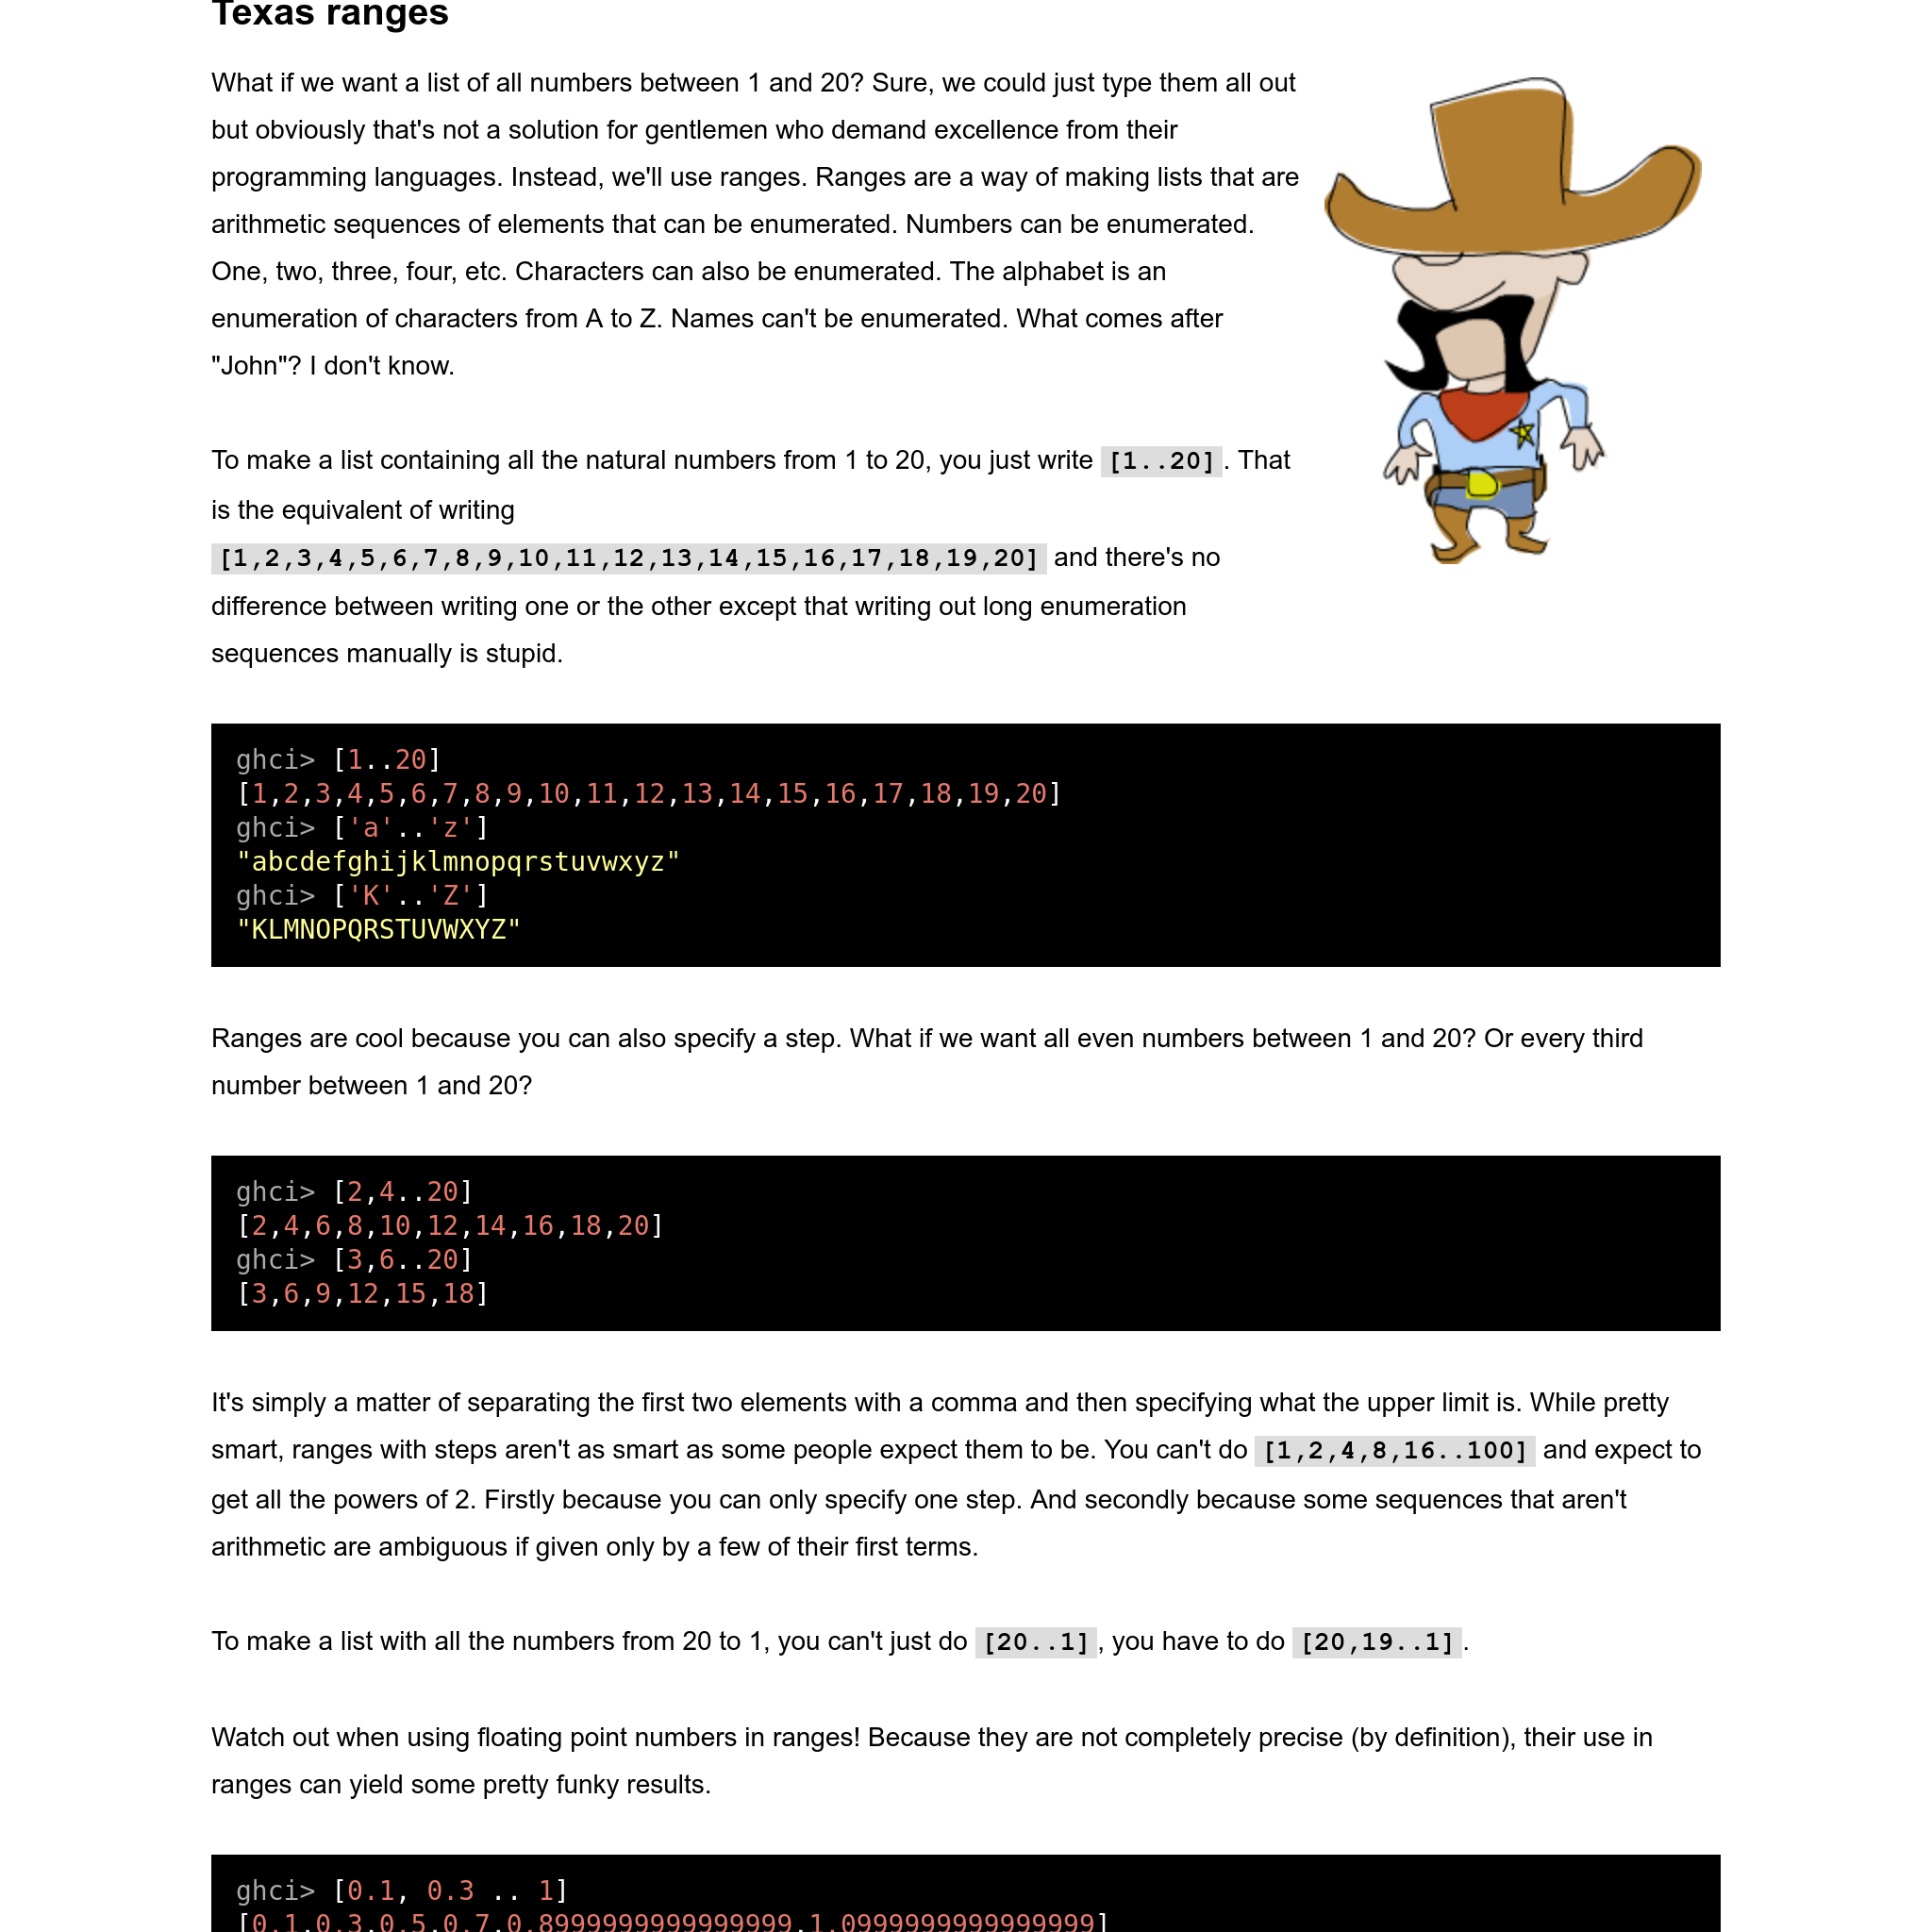 Texas ranges
What if we want a list of all numbers between 1 and 20? Sure, we could just type them all out
but obviously that's not a solution for gentlemen who demand excellence from their
programming languages. Instead, we'll use ranges. Ranges are a way of making lists that are
arithmetic sequences of elements that can be enumerated. Numbers can be enumerated.
One, two, three, four, etc. Characters can also be enumerated. The alphabet is an
enumeration of characters from A to Z. Names can't be enumerated. What comes after
"John"? I don't know.
To make a list containing all the natural numbers from 1 to 20, you just write [1..20]. That
is the equivalent of writing
[1,2,3,4,5,6,7,8,9,10,11,12,13,14,15,16,17,18,19,20] and there's no
difference between writing one or the other except that writing out long enumeration
sequences manually is stupid.
ghci> [1..20]
[1,2,3,4,5,6,7,8,9,10,11,12,13,14,15,16,17,18,19,20]
ghci> ['a'..'z']
"abcdefghijklmnopqrstuvwxyz"
ghci> ['K'..'Z']
"KLMNOPQRSTUVWXYZ"
Ranges are cool because you can also specify a step. What if we want all even numbers between 1 and 20? Or every third
number between 1 and 20?
ghci> [2,4..20]
[2,4,6,8,10,12,14,16,18,20]
ghci> [3,6..20]
[3,6,9,12,15,18]
It's simply a matter of separating the first two elements with a comma and then specifying what the upper limit is. While pretty
smart, ranges with steps aren't as smart as some people expect them to be. You can't do [1,2,4,8,16..100] and expect to
get all the powers of 2. Firstly because you can only specify one step. And secondly because some sequences that aren't
arithmetic are ambiguous if given only by a few of their first terms.
To make a list with all the numbers from 20 to 1, you can't just do [20..1], you have to do [20,19..1].
Watch out when using floating point numbers in ranges! Because they are not completely precise (by definition), their use in
ranges can yield some pretty funky results.
ghci> [0.1, 0.3 .. 1]
[0.1,0.3,0.5,0.7,0.8999999999999999,1.0999999999999999]